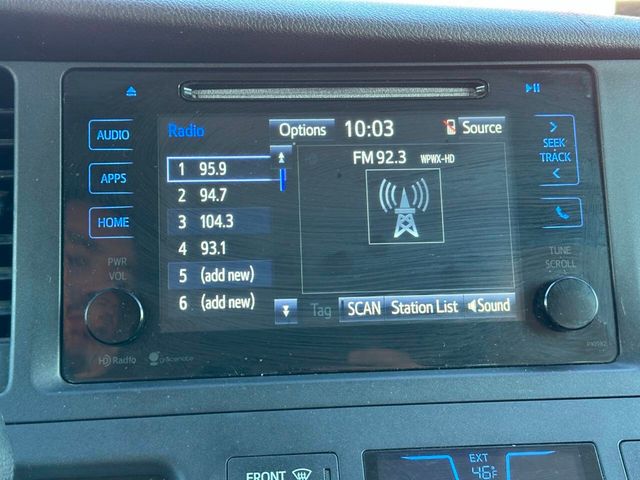 AUDIO
APPS
HOME
PWR
VOL
HD Radio
gracenote
Radio
Options
10:03
Source
1 95.9
2 94.7
3 104.3
4 93.1
5 (add new)
6 (add new)
FM 92.3 WPWX-HD
Tag
SCAN
Station List
Sound
SEEK
TRACK
TUNE
SCROLL
FRONT
EXT
46°F